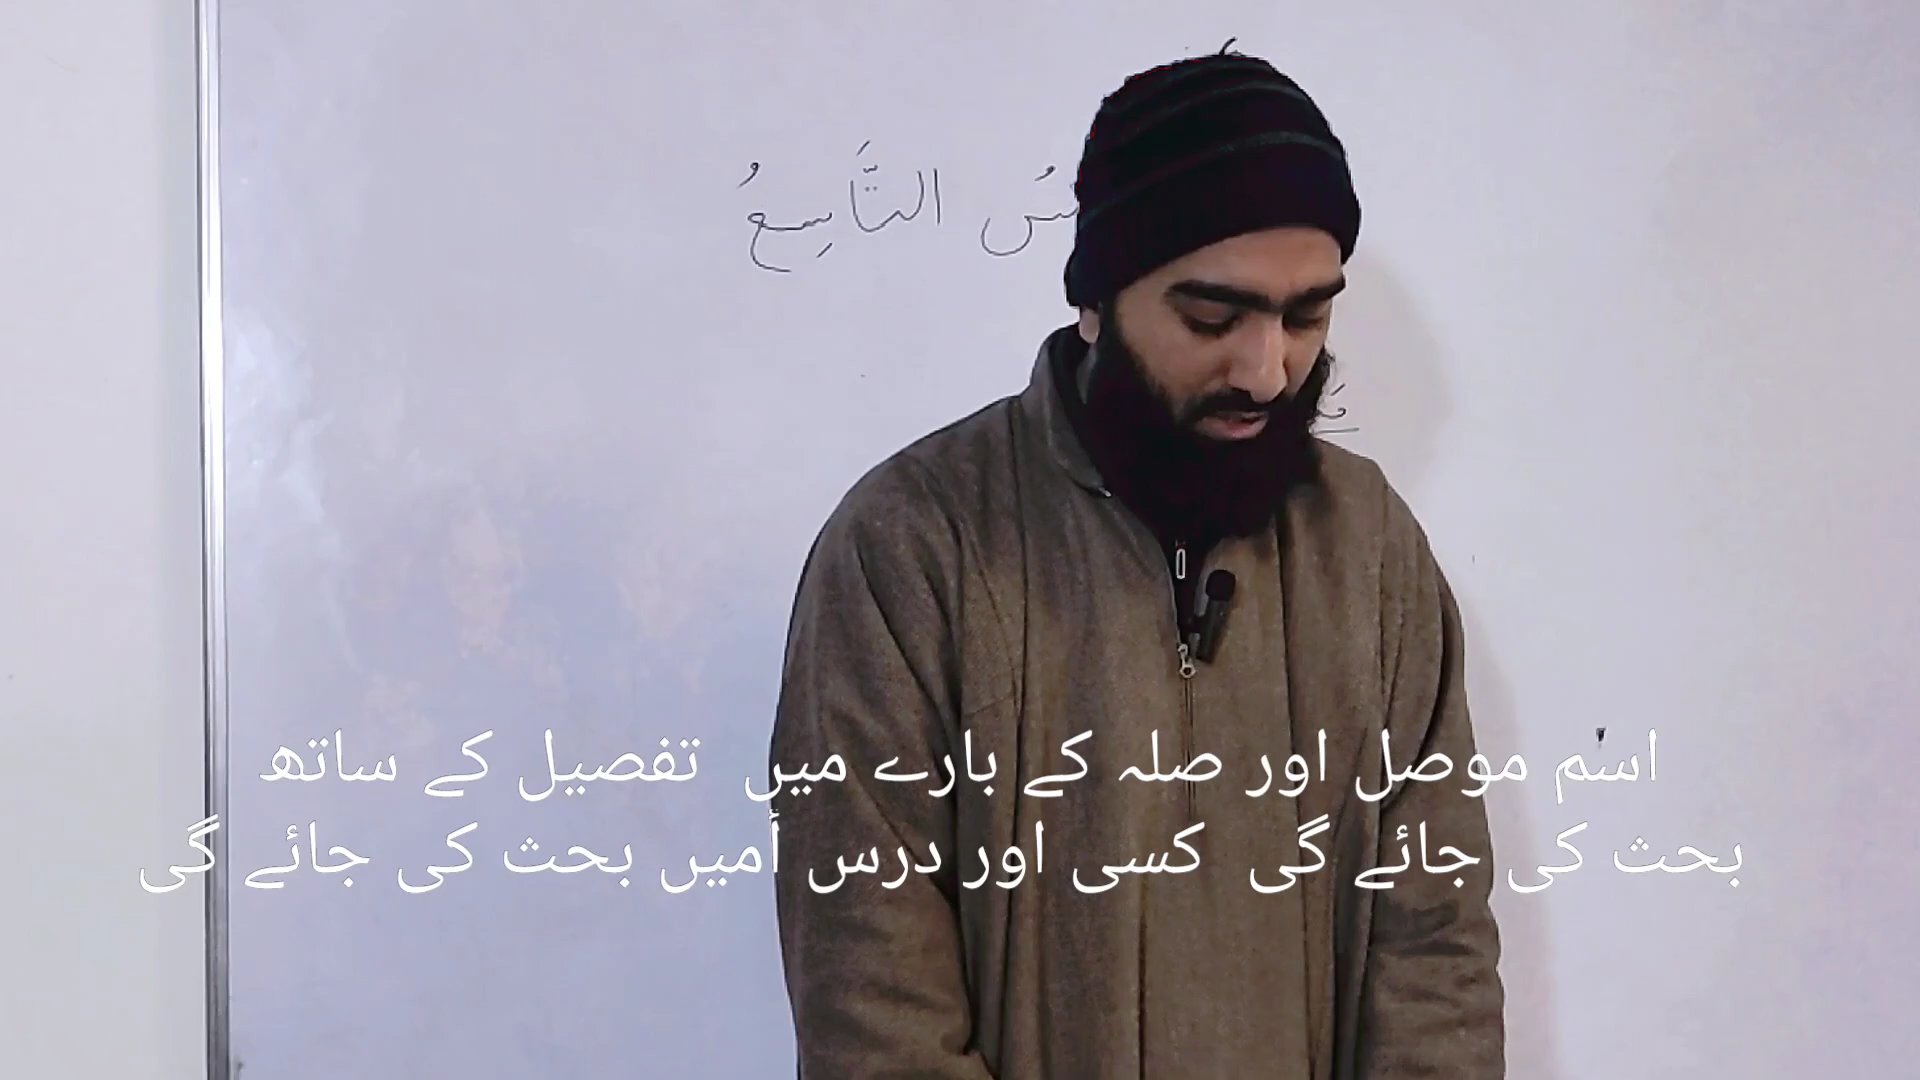 التَّاسِعُ
اسم موصل اور صلہ کے بارے میں تفصیل کے ساتھ
بحث کی جائے گی کسی اور درس أمیں بحث کی جائے گی